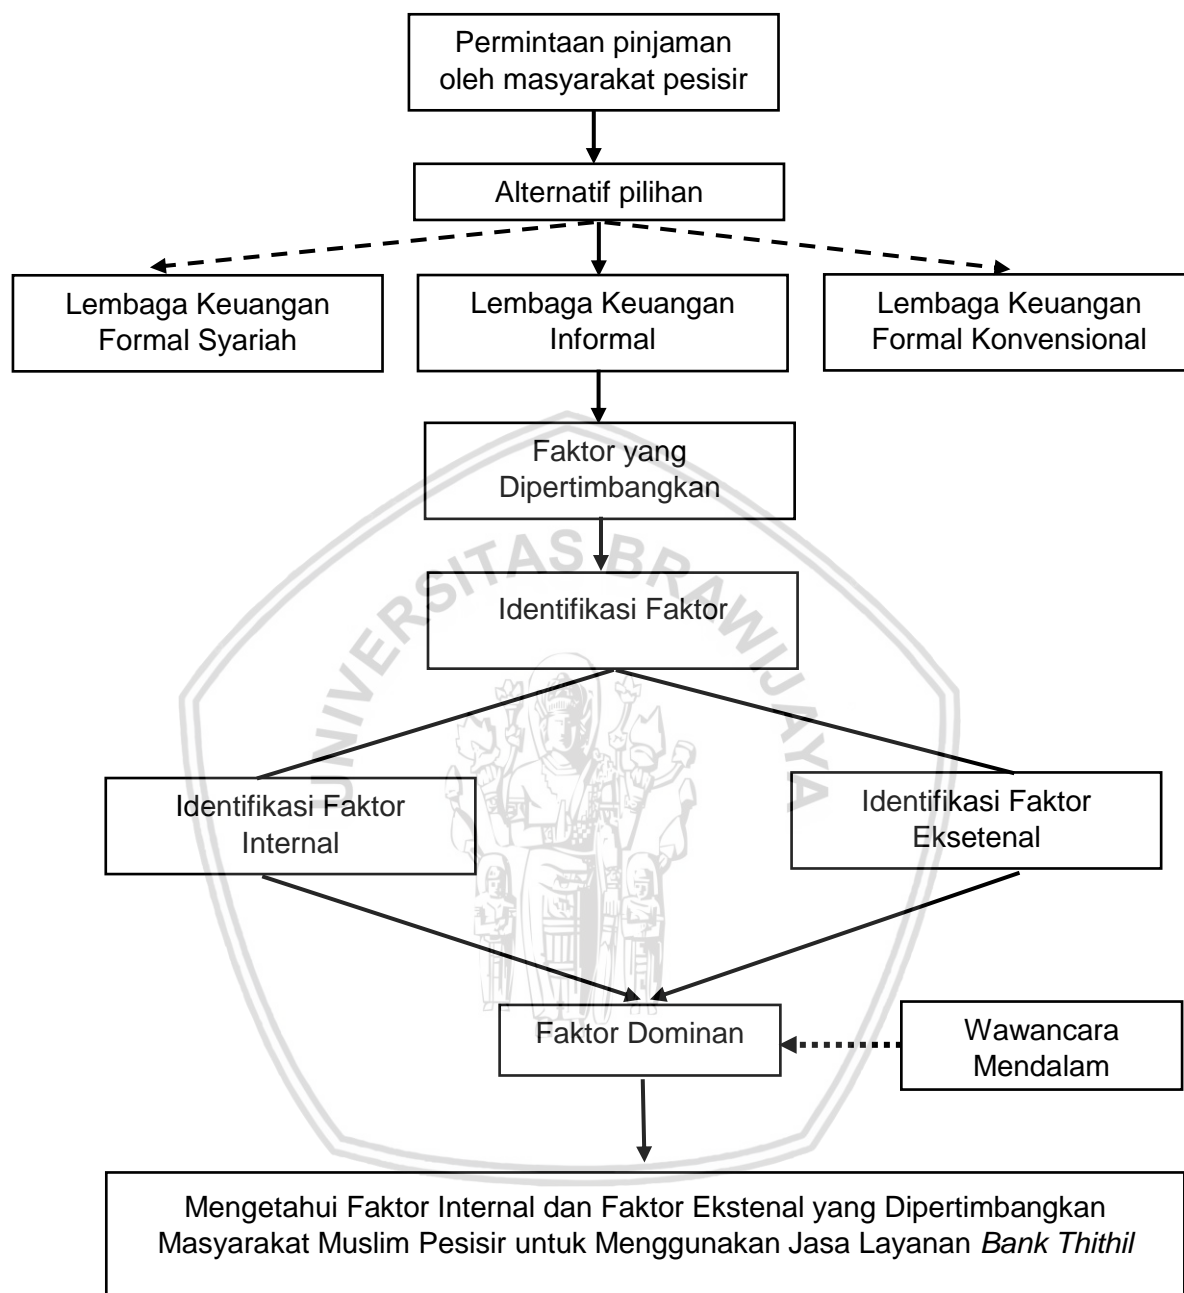 Permintaan pinjaman
oleh masyarakat pesisir
Alternatif pilihan
Lembaga Keuangan
Formal Syariah
Lembaga Keuangan
Informal
Lembaga Keuangan
Formal Konvensional
Faktor yang
Dipertimbangkan
UNIVERSITAS BRAWIJAYA
Identifikasi Faktor
Identifikasi Faktor
Internal
Identifikasi Faktor
Eksetenal
Faktor Dominan
Wawancara
Mendalam
Mengetahui Faktor Internal dan Faktor Ekstenal yang Dipertimbangkan
Masyarakat Muslim Pesisir untuk Menggunakan Jasa Layanan Bank Thithil